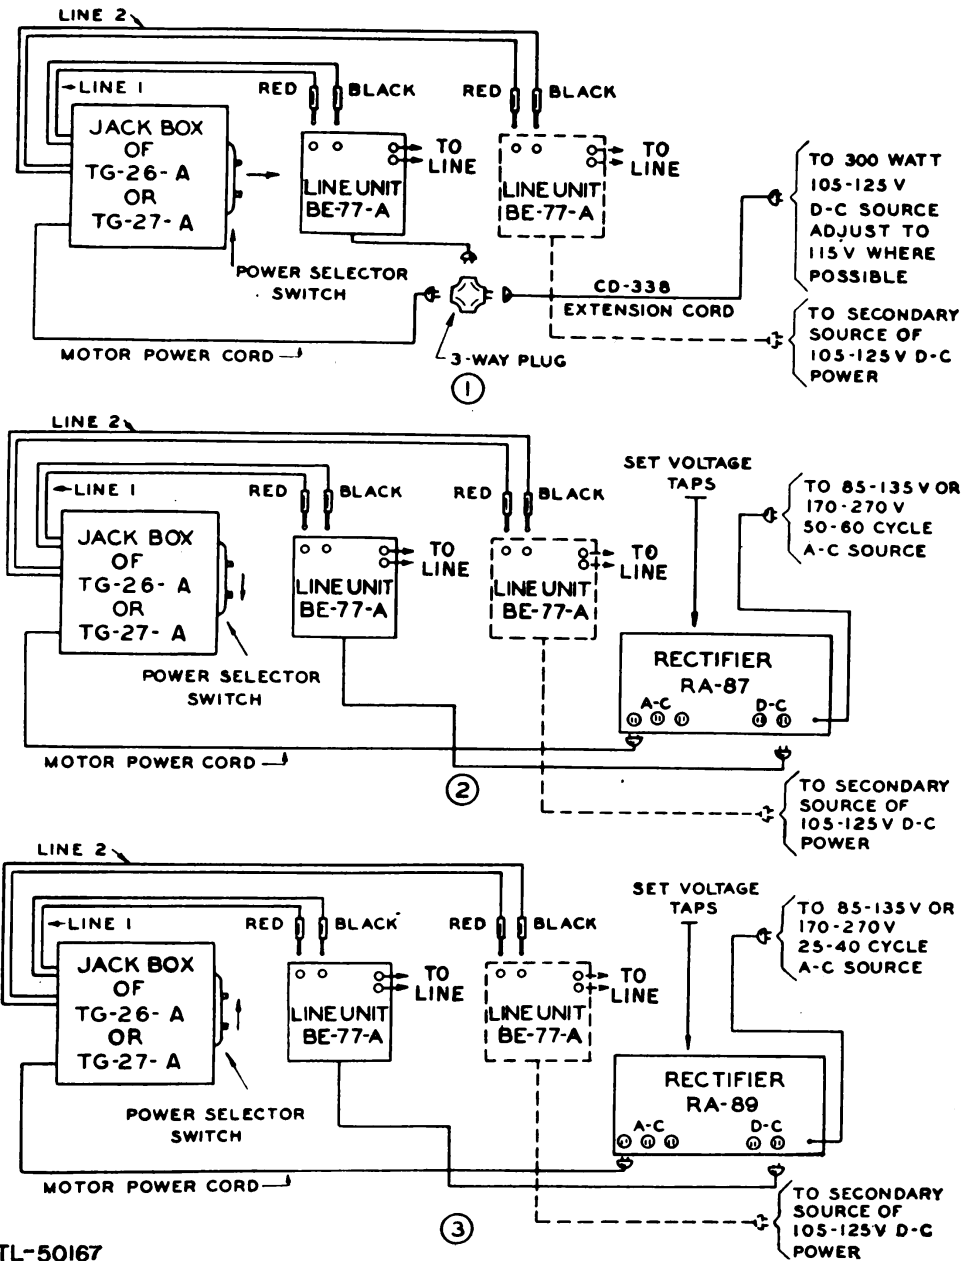 LINE 2
LINE 1
RED
BLACK
RED
BLACK
JACK BOX
OF
TG-26-A
OR
TG-27-A
LINE UNIT
BE-77-A
TO
LINE
LINE UNIT
BE-77-A
TO
LINE
POWER SELECTOR
SWITCH
MOTOR POWER CORD
3-WAY PLUG
CD-338
EXTENSION CORD
TO 300 WATT
105-125 V
D-C SOURCE
ADJUST TO
115 V WHERE
POSSIBLE
TO SECONDARY
SOURCE OF
105-125 V D-C
POWER
1
LINE 2
LINE 1
RED
BLACK
RED
BLACK
JACK BOX
OF
TG-26-A
OR
TG-27-A
LINE UNIT
BE-77-A
TO
LINE
LINE UNIT
BE-77-A
TO
LINE
POWER SELECTOR
SWITCH
MOTOR POWER CORD
SET VOLTAGE
TAPS
TO 85-135 V OR
170-270 V
50-60 CYCLE
A-C SOURCE
RECTIFIER
RA-87
A-C
D-C
TO SECONDARY
SOURCE OF
105-125 V D-C
POWER
2
LINE 2
LINE 1
RED
BLACK
RED
BLACK
JACK BOX
OF
TG-26-A
OR
TG-27-A
LINE UNIT
BE-77-A
TO
LINE
LINE UNIT
BE-77-A
TO
LINE
POWER SELECTOR
SWITCH
MOTOR POWER CORD
SET VOLTAGE
TAPS
TO 85-135 V OR
170-270 V
25-40 CYCLE
A-C SOURCE
RECTIFIER
RA-89
A-C
D-C
TO SECONDARY
SOURCE OF
105-125 V D-C
POWER
3
TL-50167